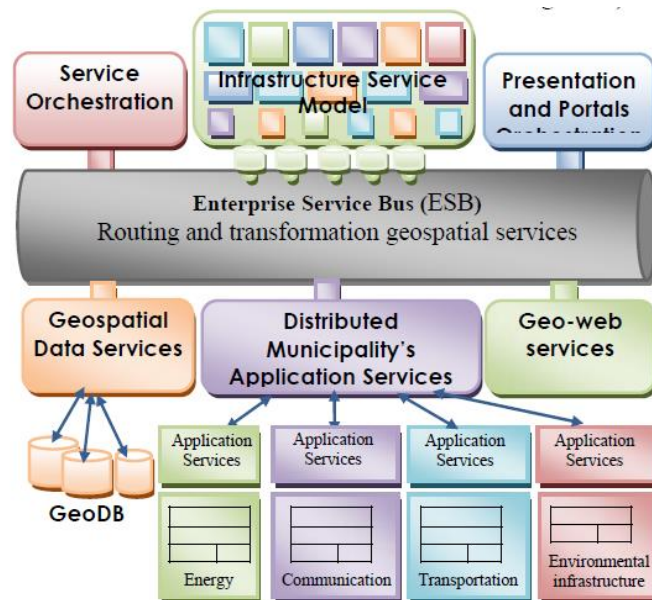 Service
Orchestration
Infrastructure Service
Model
Presentation
and Portals
Orchestration
Enterprise Service Bus (ESB)
Routing and transformation geospatial services
Geospatial
Data Services
Distributed
Municipality's
Application Services
Geo-web
services
GeoDB
Application
Services
Application
Services
Application
Services
Application
Services
Energy
Communication
Transportation
Environmental
infrastructure